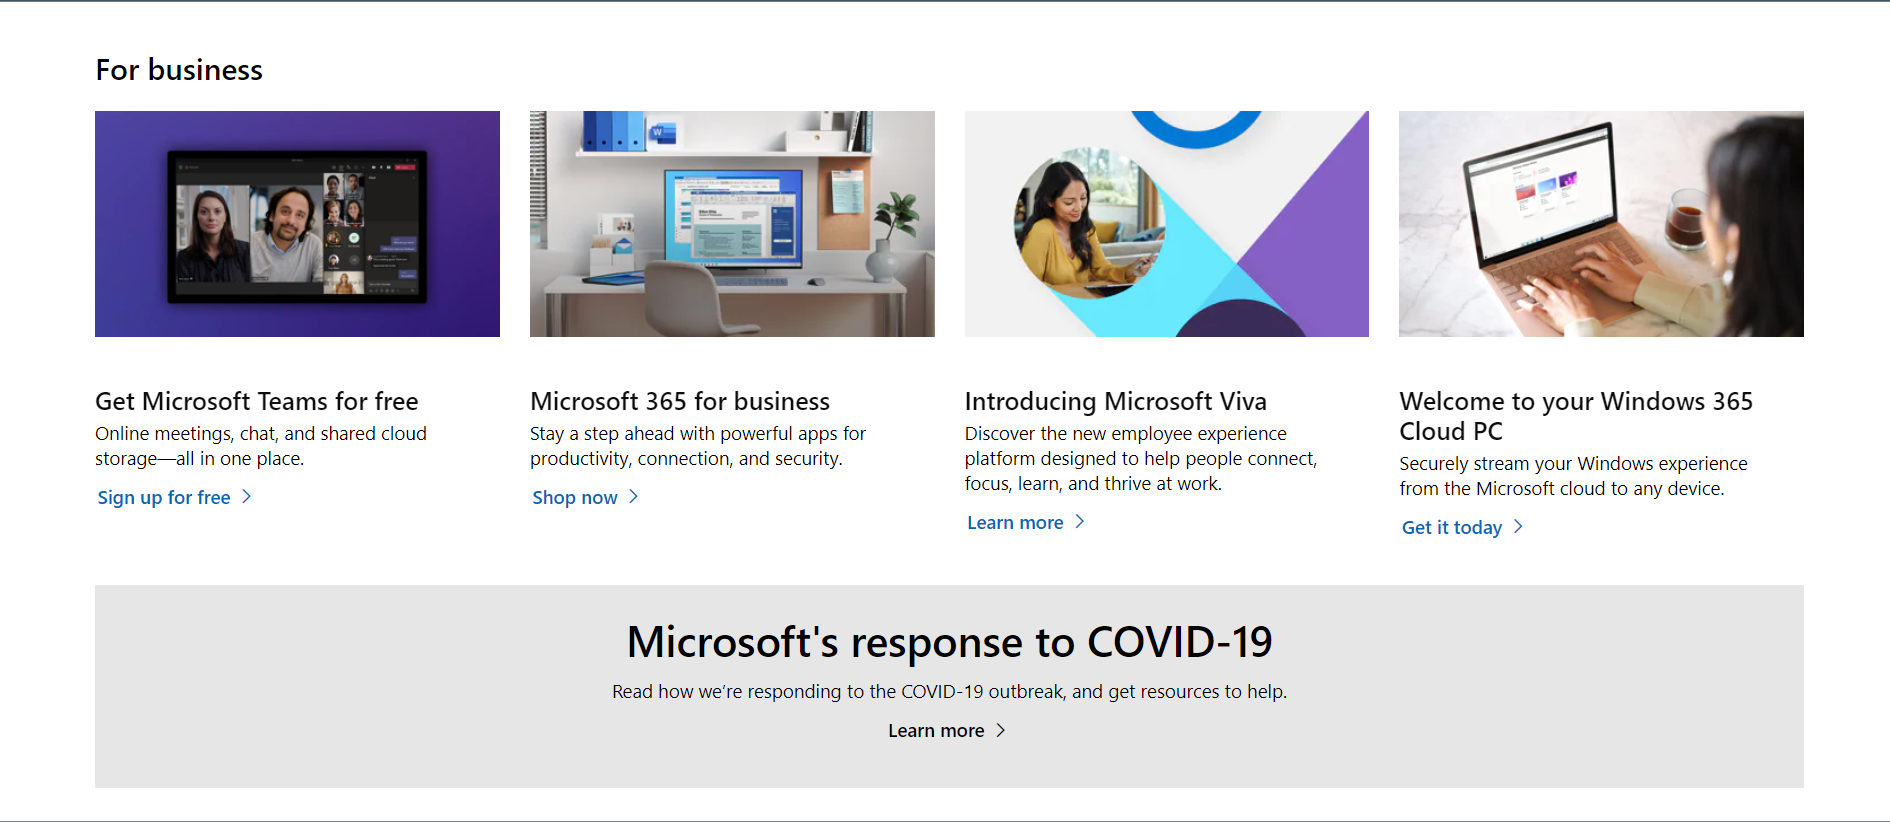 For business
Get Microsoft Teams for free
Online meetings, chat, and shared cloud
storage—all in one place.
Sign up for free
Microsoft 365 for business
Stay a step ahead with powerful apps for
productivity, connection, and security.
Shop now
Introducing Microsoft Viva
Discover the new employee experience
platform designed to help people connect,
focus, learn, and thrive at work.
Learn more
Welcome to your Windows 365
Cloud PC
Securely stream your Windows experience
from the Microsoft cloud to any device.
Get it today
Microsoft's response to COVID-19
Read how we’re responding to the COVID-19 outbreak, and get resources to help.
Learn more